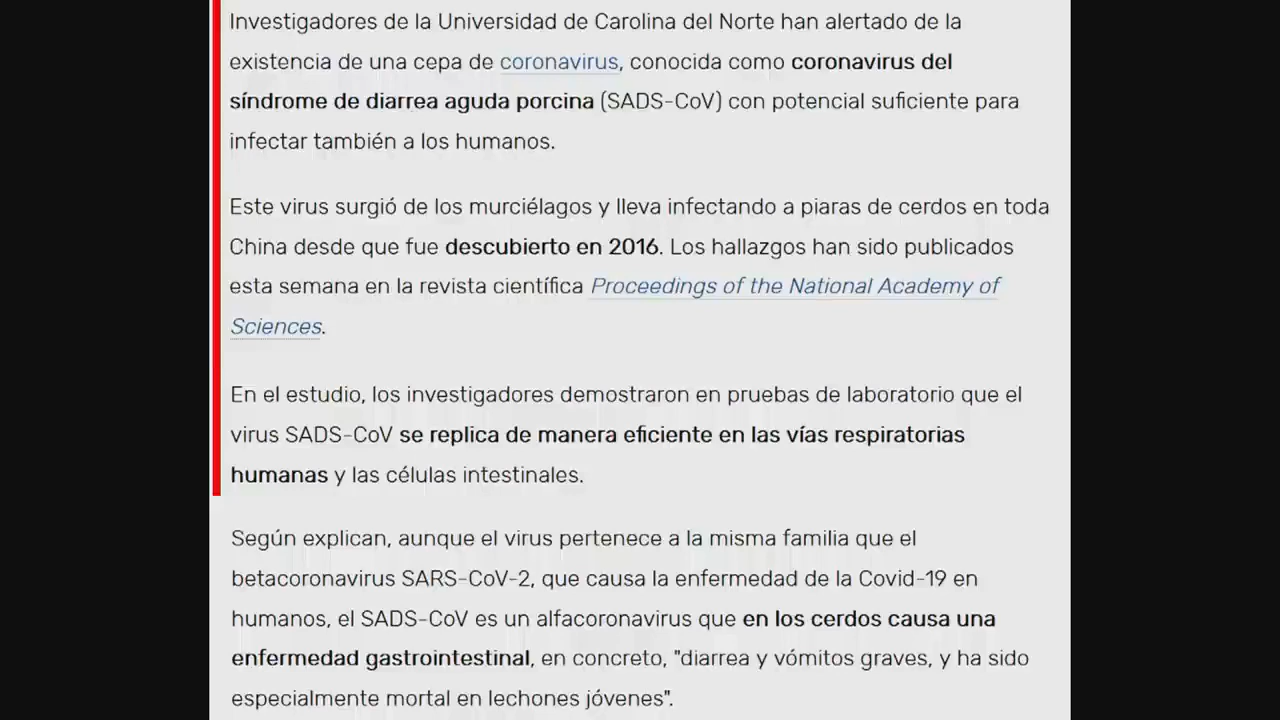 Investigadores de la Universidad de Carolina del Norte han alertado de la
existencia de una cepa de coronavirus, conocida como coronavirus del
síndrome de diarrea aguda porcina (SADS-CoV) con potencial suficiente para
infectar también a los humanos.
Este virus surgió de los murciélagos y lleva infectando a piaras de cerdos en toda
China desde que fue descubierto en 2016. Los hallazgos han sido publicados
esta semana en la revista científica Proceedings of the National Academy of
Sciences.
En el estudio, los investigadores demostraron en pruebas de laboratorio que el
virus SADS-CoV se replica de manera eficiente en las vías respiratorias
humanas y las células intestinales.
Según explican, aunque el virus pertenece a la misma familia que el
betacoronavirus SARS-CoV-2, que causa la enfermedad de la Covid-19 en
humanos, el SADS-CoV es un alfacoronavirus que en los cerdos causa una
enfermedad gastrointestinal, en concreto, "diarrea y vómitos graves, y ha sido
especialmente mortal en lechones jóvenes".